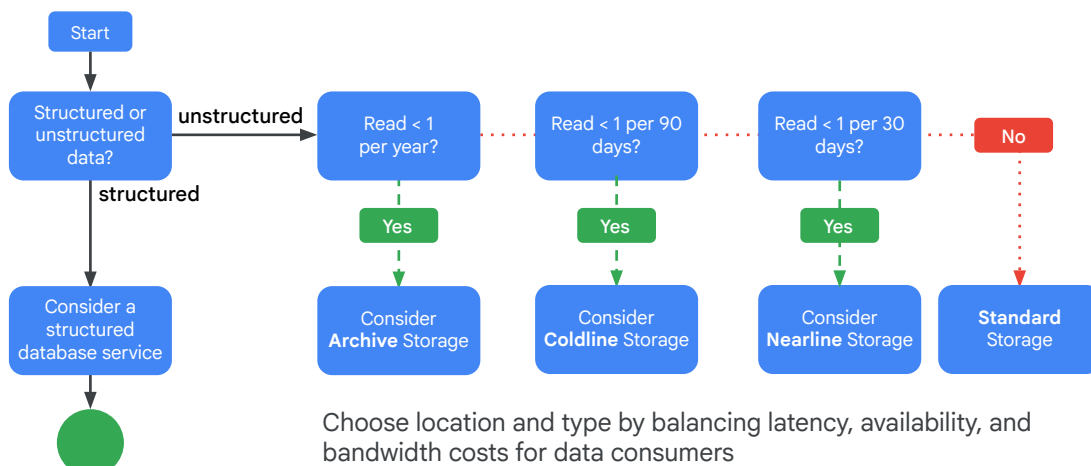 Start
Structured or
unstructured
data?
unstructured
structured
Read < 1
per year?
Read < 1 per 90
days?
Read < 1 per 30
days?
No
Yes
Yes
Yes
Consider a
structured
database service
Consider
Archive Storage
Consider
Coldline Storage
Consider
Nearline Storage
Standard
Storage
Choose location and type by balancing latency, availability, and
bandwidth costs for data consumers